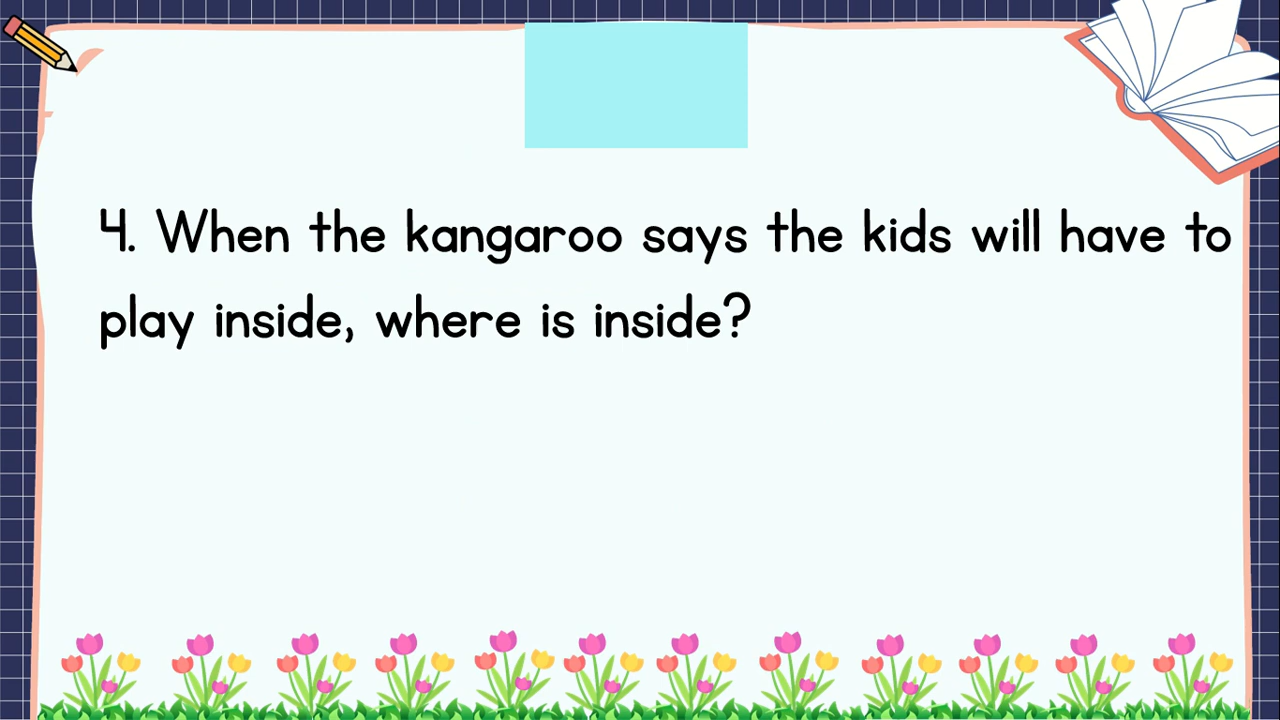 4. When the kangaroo says the kids will have to
play inside, where is inside?